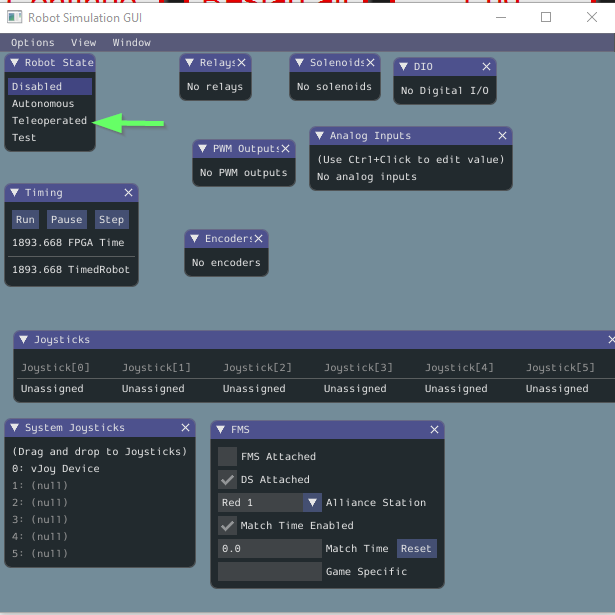 Robot Simulation GUI
Options View Window
Robot State
Disabled
Autonomous
Teleoperated
Test
Relays
No relays
Solenoids
No solenoids
DIO
No Digital I/O
PWM Outputs
No PWM outputs
Analog Inputs
(Use Ctrl+Click to edit value)
No analog inputs
Timing
Run Pause Step
1893.668 FPGA Time
1893.668 TimedRobot
Encoders
No encoders
Joysticks
Joystick[0] Joystick[1] Joystick[2] Joystick[3] Joystick[4] Joystick[5]
Unassigned Unassigned Unassigned Unassigned Unassigned Unassigned
System Joysticks
(Drag and drop to Joysticks)
0: vJoy Device
1: (null)
2: (null)
3: (null)
4: (null)
5: (null)
FMS
FMS Attached
DS Attached
Red 1 Alliance Station
Match Time Enabled
0.0 Match Time Reset
Game Specific